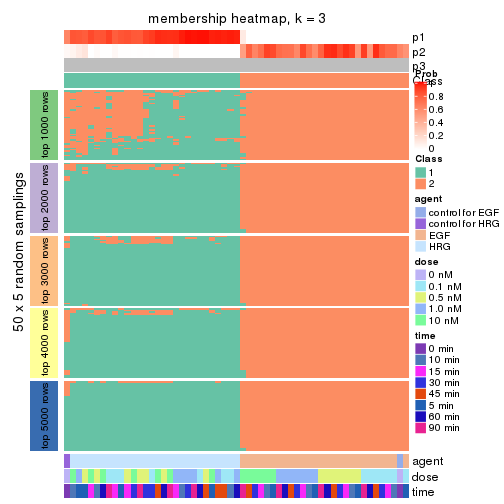 membership heatmap, k = 3
p1
p2
p3
Class
Prob
1
0.8
0.6
0.4
0.2
0
Class
1
2
agent
control for EGF
control for HRG
EGF
HRG
dose
0 nM
0.1 nM
0.5 nM
1.0 nM
10 nM
time
0 min
10 min
15 min
30 min
45 min
5 min
60 min
90 min
50 x 5 random samplings
top 1000 rows
top 2000 rows
top 3000 rows
top 4000 rows
top 5000 rows
agent
dose
time